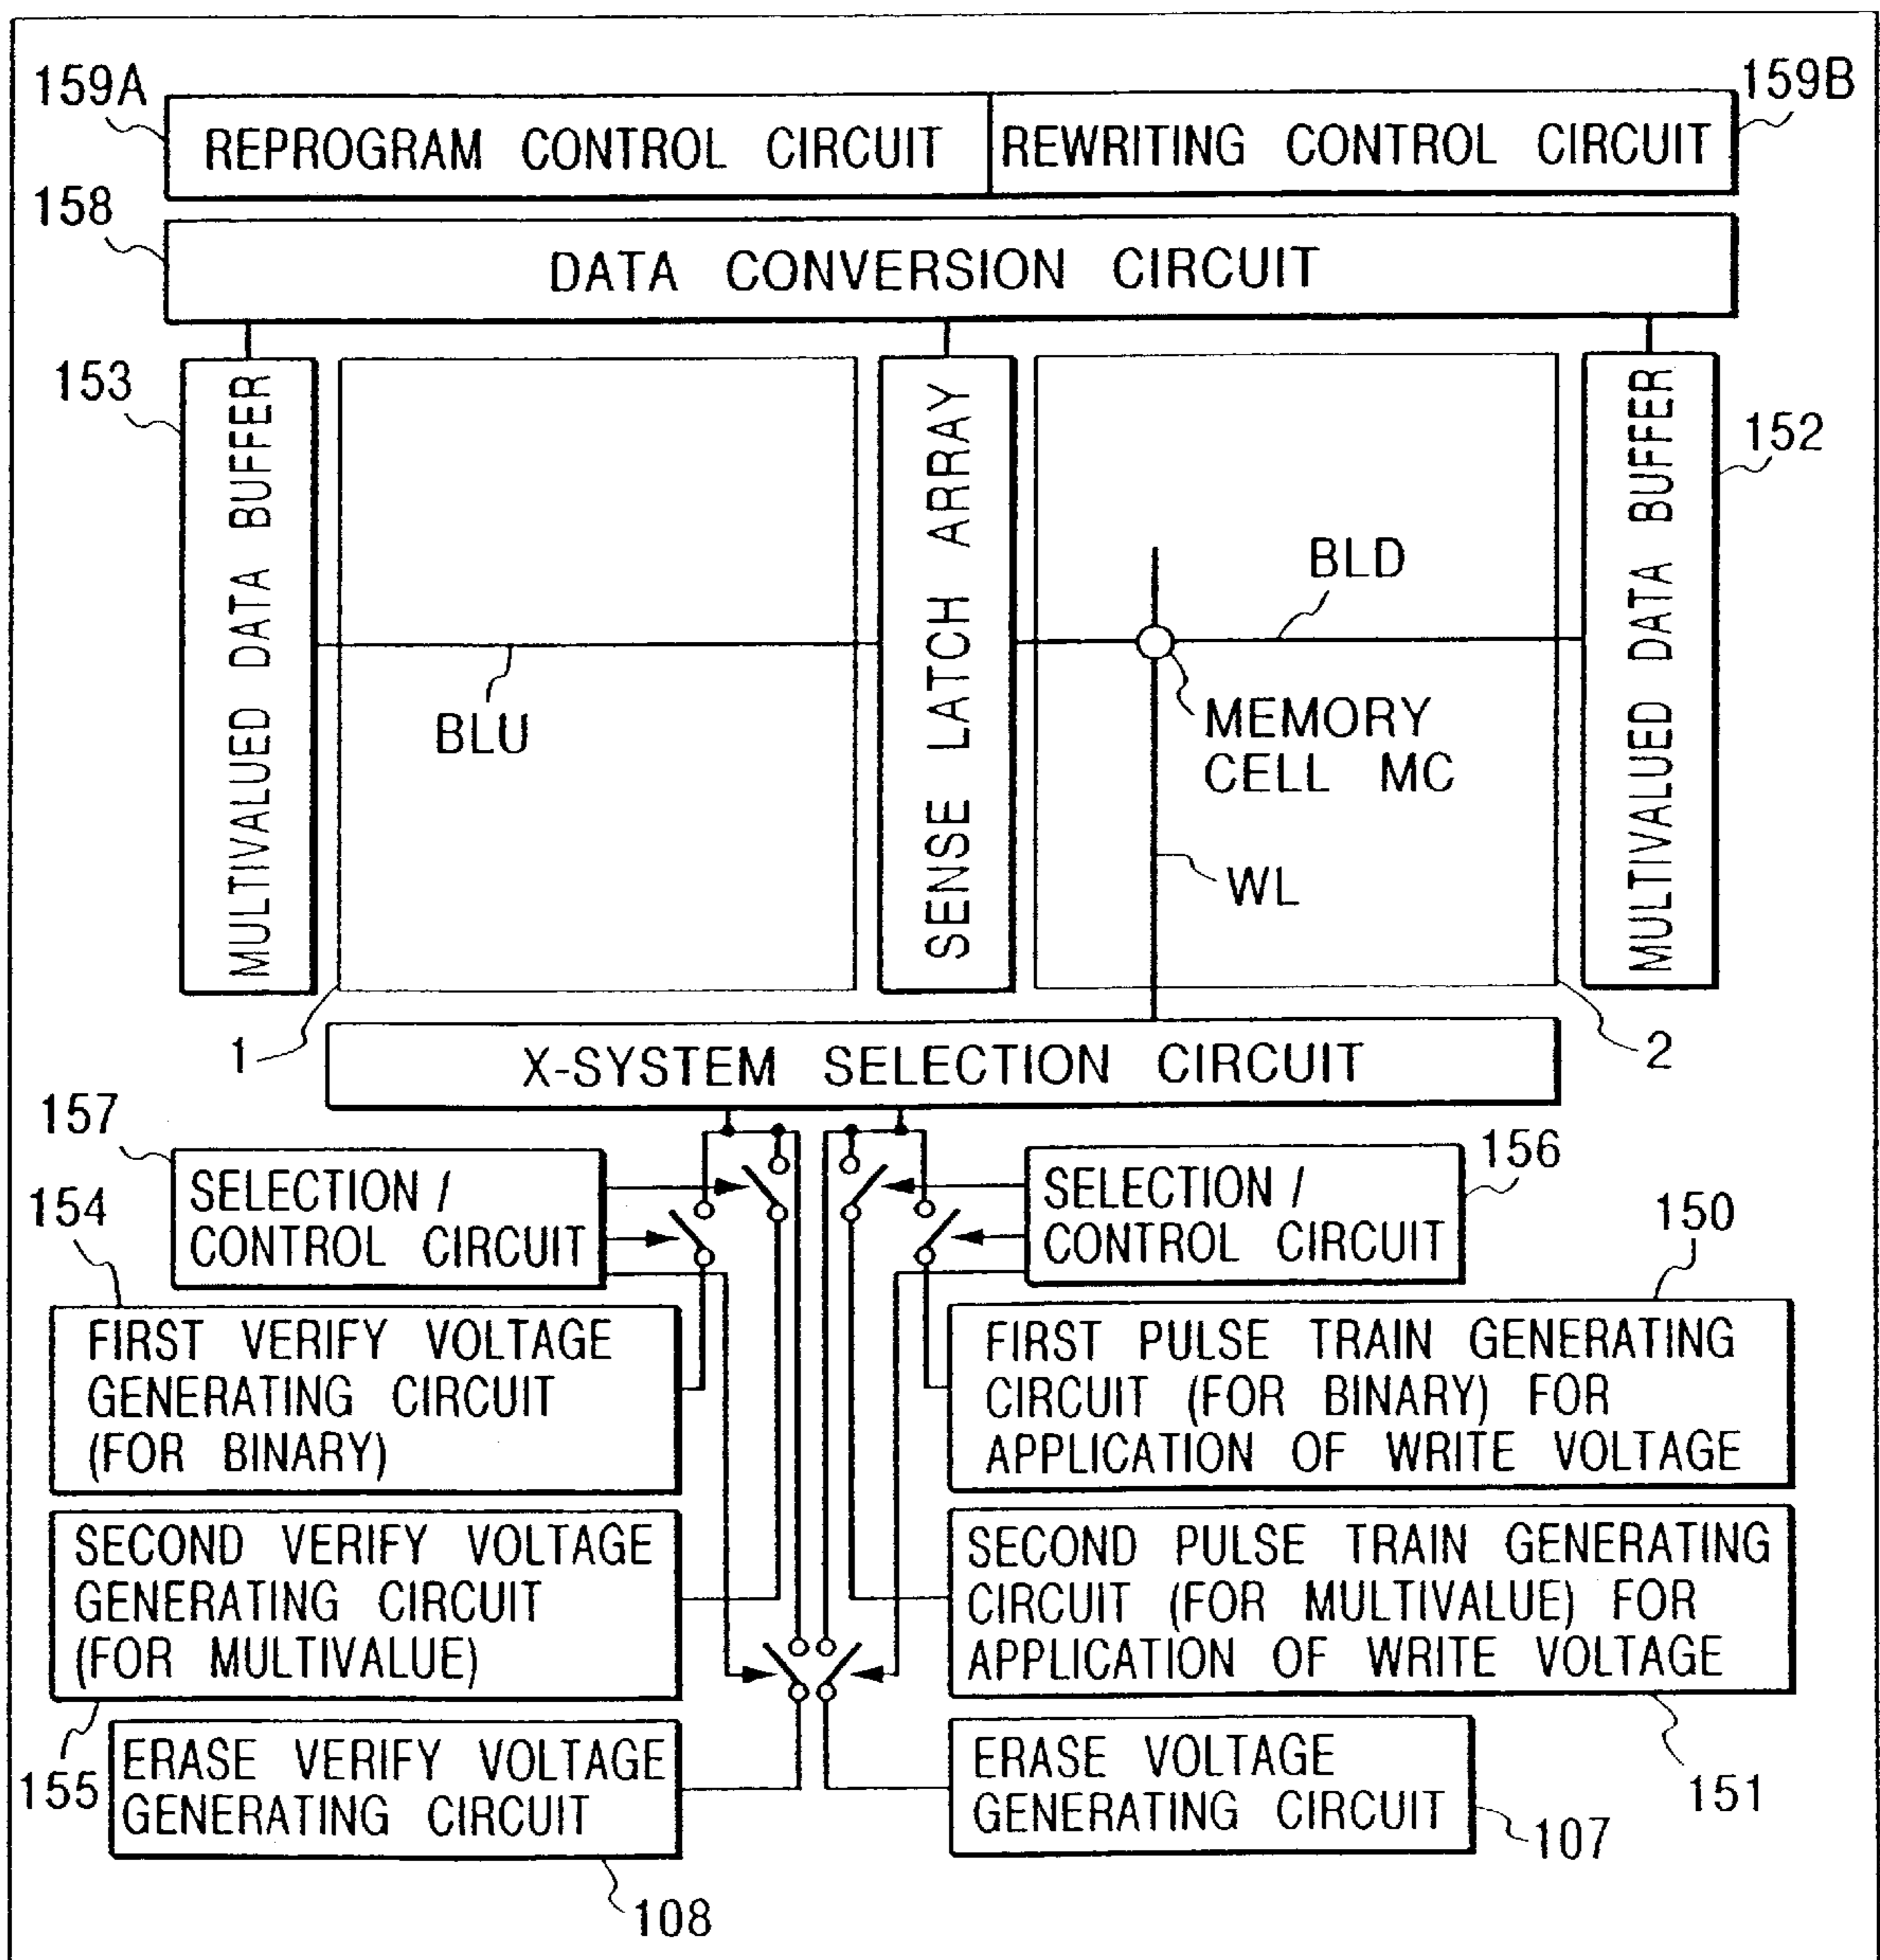 159A
159B
REPROGRAM CONTROL CIRCUIT
REWRITING CONTROL CIRCUIT
158
DATA CONVERSION CIRCUIT
153
MULTIVALUED DATA BUFFER
SENSE LATCH ARRAY
MULTIVALUED DATA BUFFER
152
BLD
BLU
MEMORY
CELL MC
WL
1
2
X-SYSTEM SELECTION CIRCUIT
157
SELECTION /
CONTROL CIRCUIT
156
SELECTION /
CONTROL CIRCUIT
154
FIRST VERIFY VOLTAGE
GENERATING CIRCUIT
(FOR BINARY)
150
FIRST PULSE TRAIN GENERATING
CIRCUIT (FOR BINARY) FOR
APPLICATION OF WRITE VOLTAGE
SECOND VERIFY VOLTAGE
GENERATING CIRCUIT
(FOR MULTIVALUE)
155
SECOND PULSE TRAIN GENERATING
CIRCUIT (FOR MULTIVALUE) FOR
APPLICATION OF WRITE VOLTAGE
151
ERASE VERIFY VOLTAGE
GENERATING CIRCUIT
108
ERASE VOLTAGE
GENERATING CIRCUIT
107